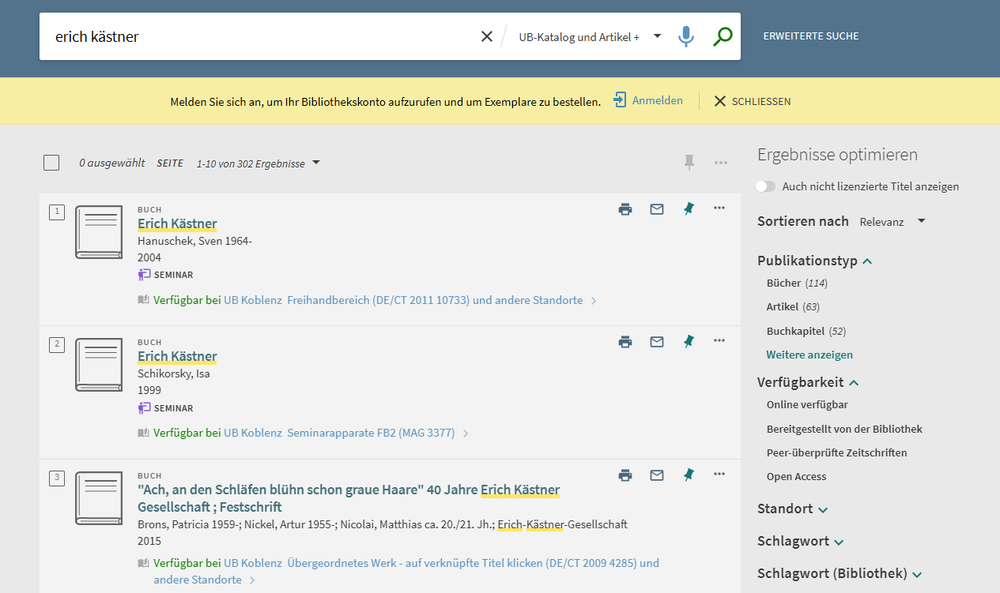 erich kästner
UB-Katalog und Artikel +
ERWEITERTE SUCHE
Melden Sie sich an, um Ihr Bibliothekskonto aufzurufen und um Exemplare zu bestellen.
Anmelden
SCHLIESSEN
0 ausgewählt SEITE 1-10 von 302 Ergebnisse
1
BUCH
Erich Kästner
Hanuschek, Sven 1964-
2004
SEMINAR
Verfügbar bei UB Koblenz Freihandbereich (DE/CT 2011 10733) und andere Standorte
2
BUCH
Erich Kästner
Schikorsky, Isa
1999
SEMINAR
Verfügbar bei UB Koblenz Seminarapparate FB2 (MAG 3377)
3
BUCH
"Ach, an den Schläfen blühn schon graue Haare" 40 Jahre Erich Kästner
Gesellschaft ; Festschrift
Brons, Patricia 1959-; Nickel, Artur 1955-; Nicolai, Matthias ca. 20./21. Jh.; Erich-Kästner-Gesellschaft
2015
Verfügbar bei UB Koblenz Übergeordnetes Werk - auf verknüpfte Titel klicken (DE/CT 2009 4285) und
andere Standorte
Ergebnisse optimieren
Auch nicht lizenzierte Titel anzeigen
Sortieren nach Relevanz
Publikationstyp
Bücher (114)
Artikel (63)
Buchkapitel (52)
Weitere anzeigen
Verfügbarkeit
Online verfügbar
Bereitgestellt von der Bibliothek
Peer-überprüfte Zeitschriften
Open Access
Standort
Schlagwort
Schlagwort (Bibliothek)